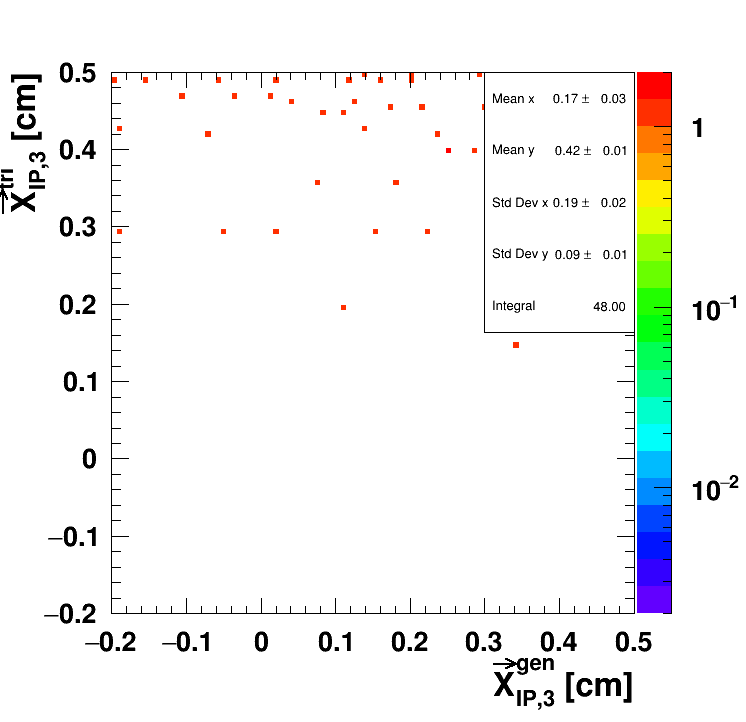 0.5
0.4
0.3
0.2
0.1
0
−0.1
−0.2
−0.2
−0.1
0
0.1
0.2
0.3
0.4
0.5
X⃗ᵗʳⁱ_IP,3 [cm]
X⃗ᵍᵉⁿ_IP,3 [cm]
Mean x 0.17 ± 0.03
Mean y 0.42 ± 0.01
Std Dev x 0.19 ± 0.02
Std Dev y 0.09 ± 0.01
Integral 48.00
1
10⁻¹
10⁻²